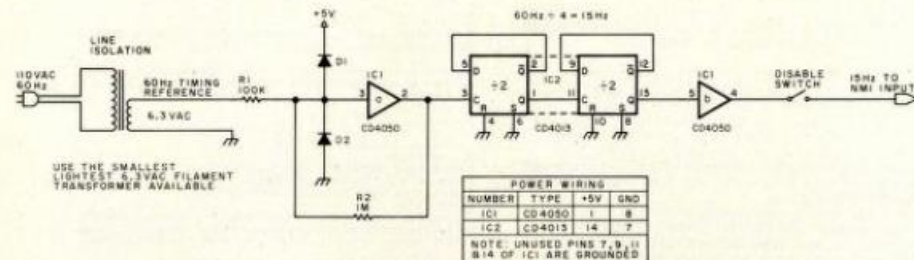 +5V
60Hz ÷ 4 = 15Hz
LINE
ISOLATION
110VAC
60Hz
60Hz TIMING
REFERENCE
R1
100K
6.3 VAC
D1
D2
IC1
3
a
2
CD4050
R2
1M
5
D
Q
2
÷2
3
C
Q
1
R
S
4
6
IC2
CD4013
9
D
Q
12
÷2
11
C
Q
13
R
S
10
8
IC1
5
b
4
CD4050
DISABLE
SWITCH
15Hz TO
NMI INPUT
USE THE SMALLEST
LIGHTEST 6.3VAC FILAMENT
TRANSFORMER AVAILABLE
POWER WIRING
NUMBER TYPE +5V GND
IC1 CD4050 1 8
IC2 CD4013 14 7
NOTE: UNUSED PINS 7,9,11
&14 OF IC1 ARE GROUNDED